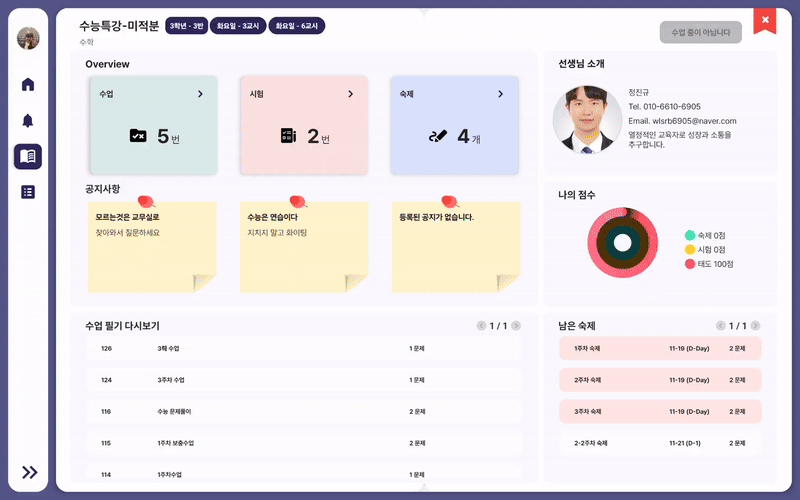 수능특강-미적분
3학년 - 3반
화요일 - 3교시
화요일 - 6교시
수학
수업 중이 아닙니다
Overview
수업
5 번
시험
2 번
숙제
4 개
공지사항
모르는것은 교무실로
찾아와서 질문하세요
수능은 연습이다
지치지 말고 화이팅
등록된 공지가 없습니다.
선생님 소개
정진규
Tel. 010-6610-6905
Email. wlsrb6905@naver.com
열정적인 교육자로 성장과 소통을
추구합니다.
나의 점수
숙제 0점
시험 0점
태도 100점
수업 필기 다시보기
1 / 1
126 3훼 수업 1 문제
124 3주차 수업 1 문제
116 수능 문제풀이 2 문제
115 1주차 보충수업 2 문제
114 1주차수업 1 문제
남은 숙제
1 / 1
1주차 숙제 11-19 (D-Day) 2 문제
2주차 숙제 11-19 (D-Day) 2 문제
3주차 숙제 11-19 (D-Day) 2 문제
2-2주차 숙제 11-21 (D-1) 2 문제